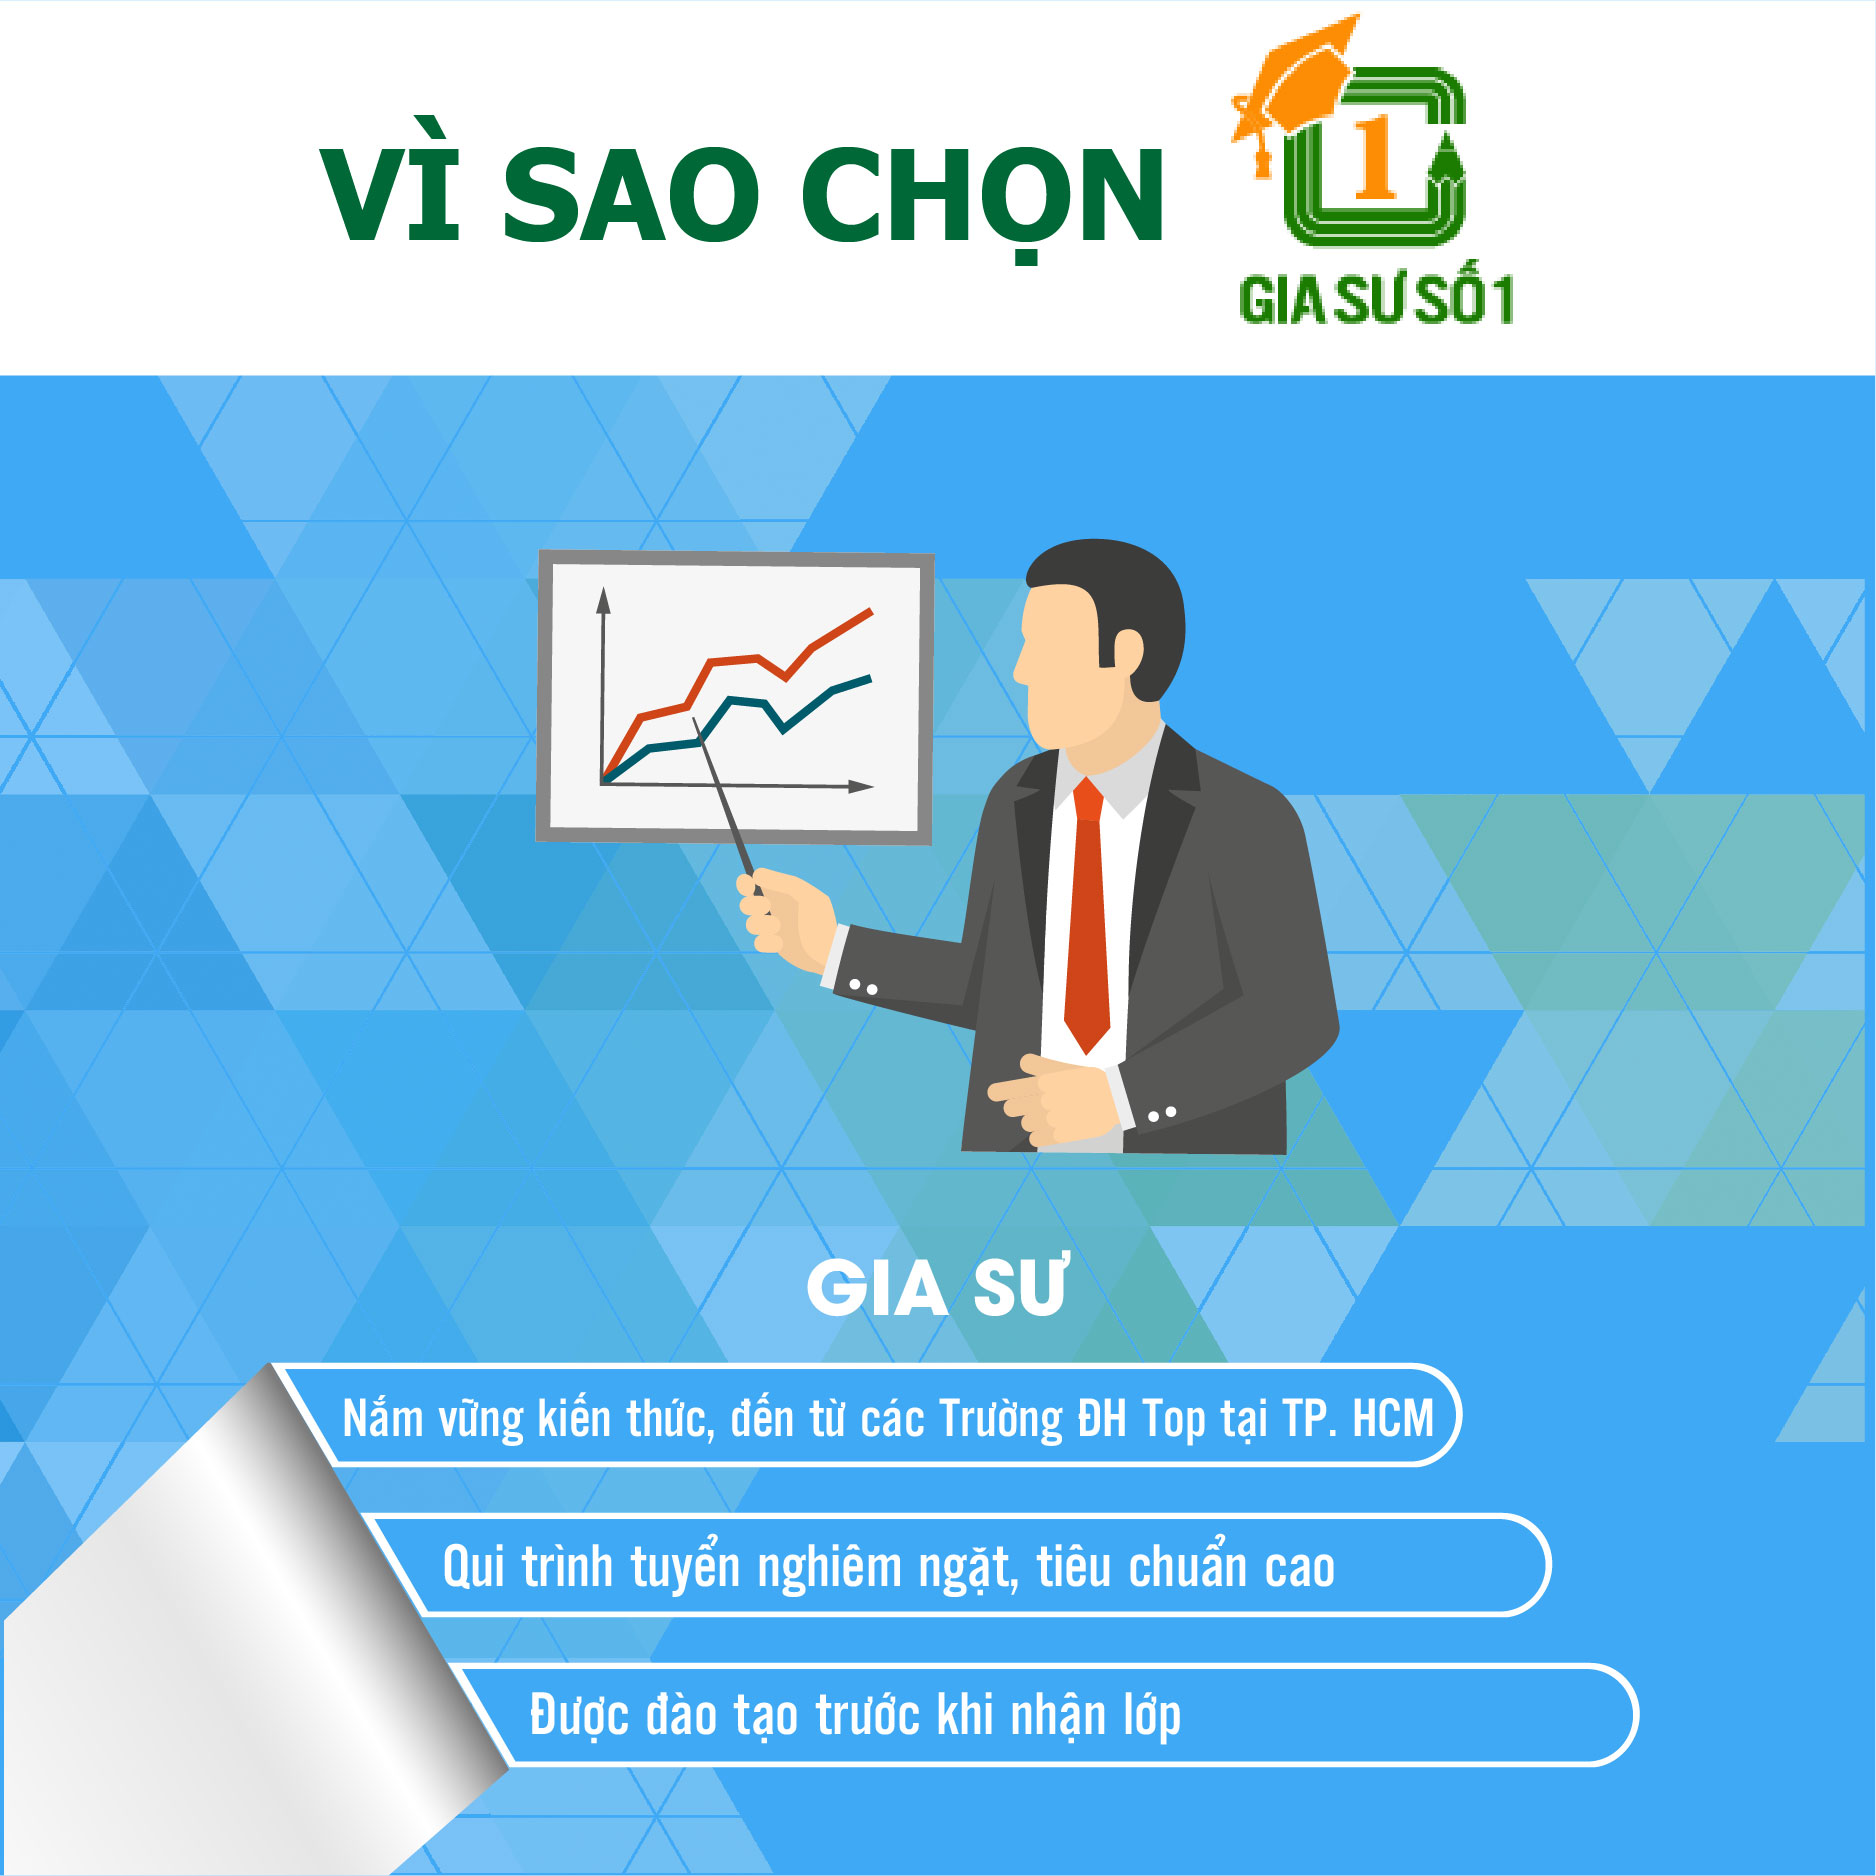 VÌ SAO CHỌN
1
GIA SƯ SỐ 1
GIA SƯ
Nắm vững kiến thức, đến từ các Trường ĐH Top tại TP. HCM
Qui trình tuyển nghiêm ngặt, tiêu chuẩn cao
Được đào tạo trước khi nhận lớp